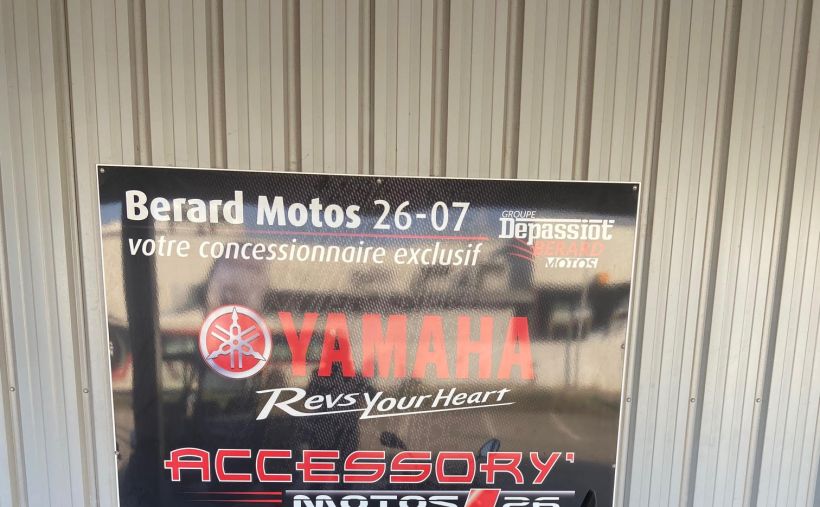 Berard Motos 26-07
votre concessionnaire exclusif
GROUPE
Depassiot
BERARD
MOTOS
YAMAHA
Revs Your Heart
ACCESSORY'
MOTOS 26